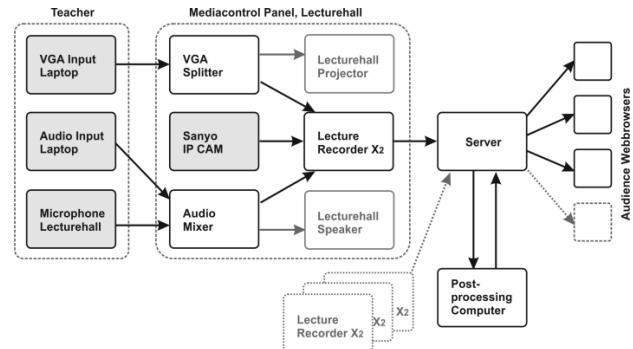 Teacher
Mediacontrol Panel, Lecturehall
VGA Input
Laptop
VGA
Splitter
Lecturehall
Projector
Audio Input
Laptop
Sanyo
IP CAM
Lecture
Recorder X2
Server
Microphone
Lecturehall
Audio
Mixer
Lecturehall
Speaker
Audience Webbrowsers
Post-
processing
Computer
X2
X2
Lecture
Recorder X2